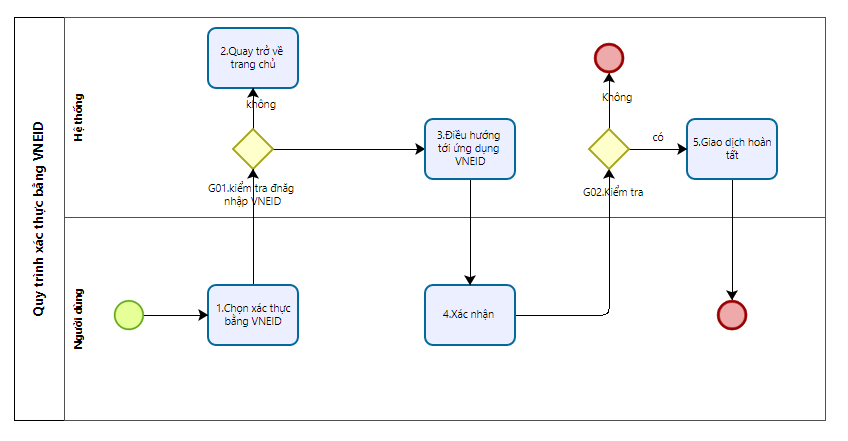 Quy trình xác thực bằng VNEID
Hệ thống
2.Quay trở về
trang chủ
không
G01.kiểm tra đnăg
nhập VNEID
3.Điều hướng
tới ứng dụng
VNEID
Không
G02.Kiểm tra
có
5.Giao dịch hoàn
tất
Người dùng
1.Chọn xác thực
bằng VNEID
4.Xác nhận